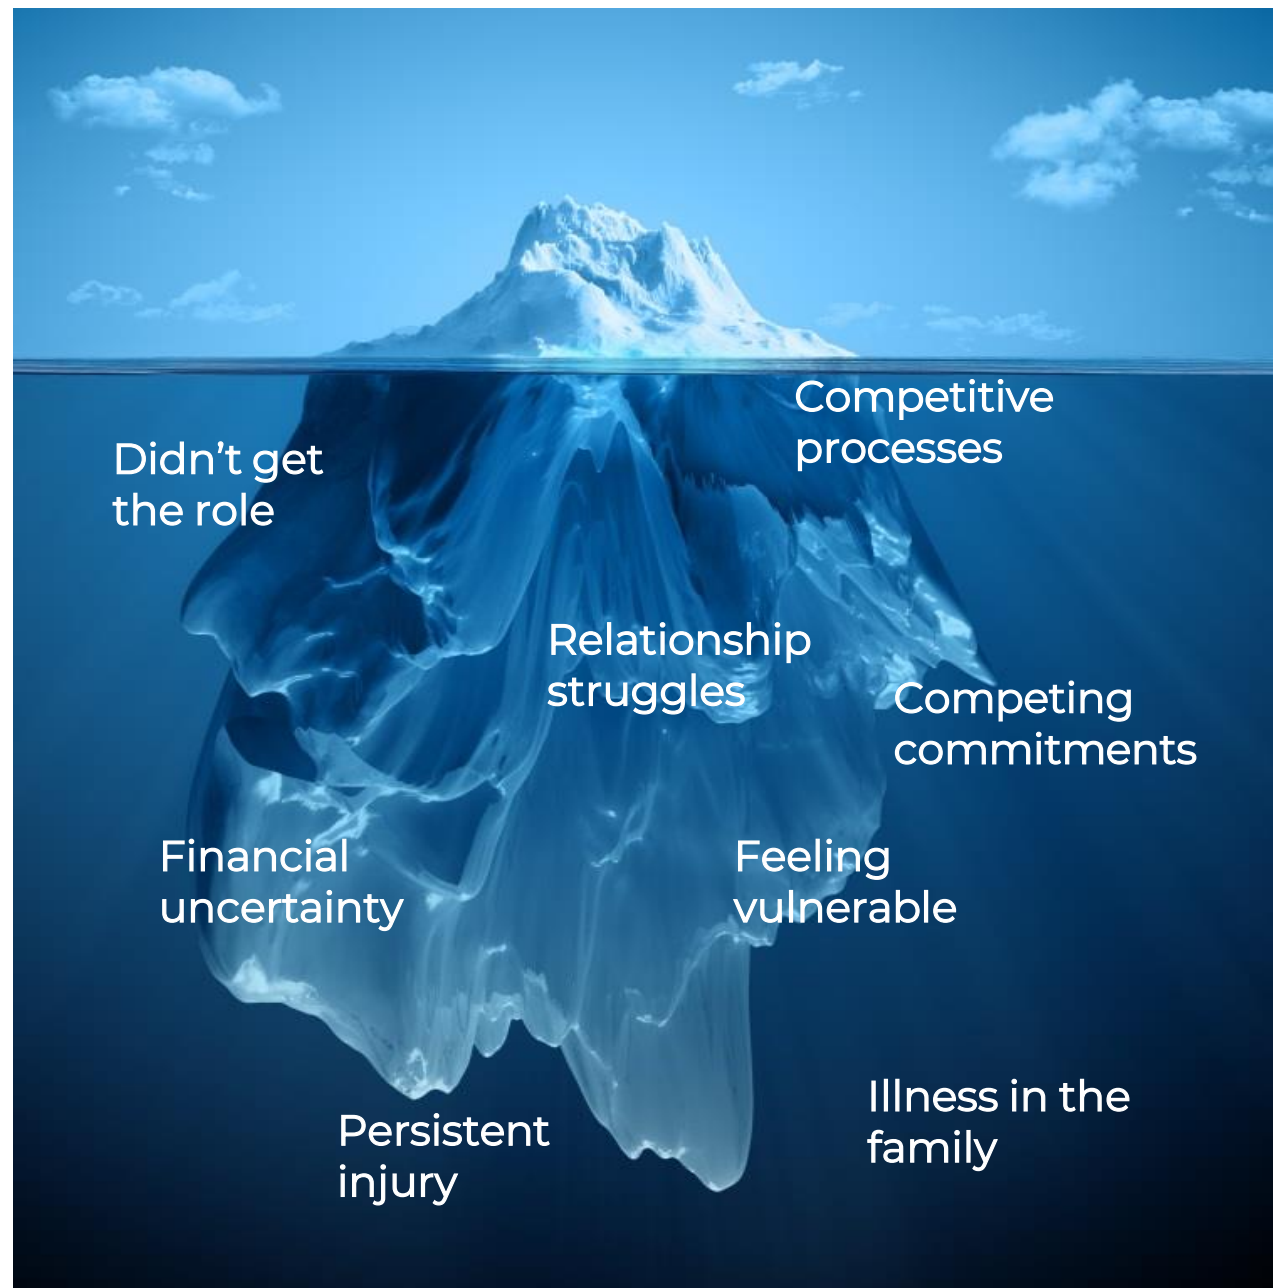 Competitive
processes
Didn’t get
the role
Relationship
struggles
Competing
commitments
Financial
uncertainty
Feeling
vulnerable
Illness in the
family
Persistent
injury